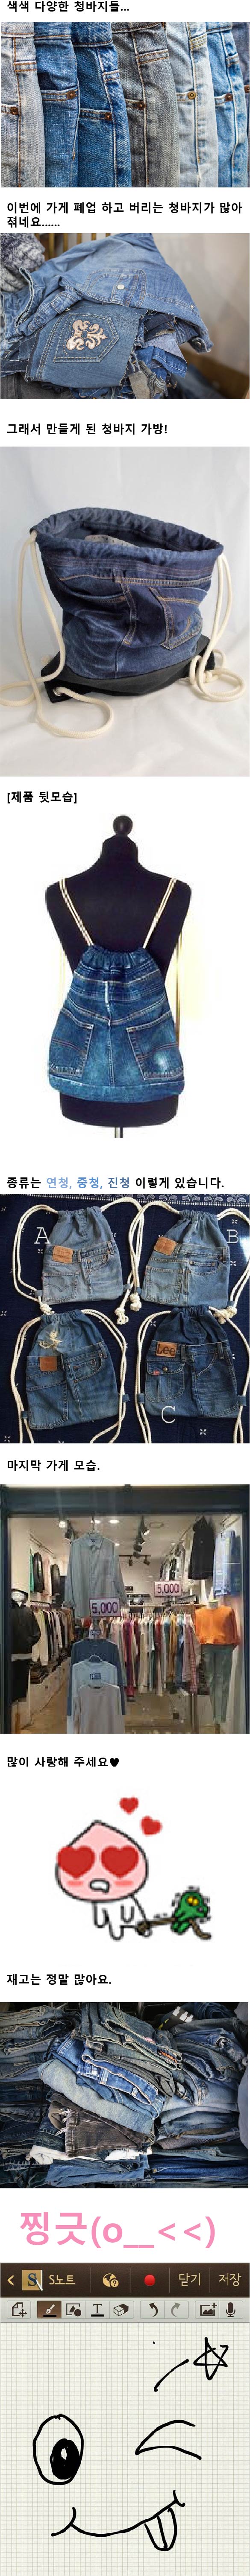 색색 다양한 청바지들...
이번에 가게 폐업 하고 버리는 청바지가 많아
졌네요......
그래서 만들게 된 청바지 가방!
[제품 뒷모습]
종류는 연청, 중청, 진청 이렇게 있습니다.
A
B
Lee
C
마지막 가게 모습.
5,000
5,000
많이 사랑해 주세요♥
재고는 정말 많아요.
찡긋(o__<<)
S노트
닫기
저장
T